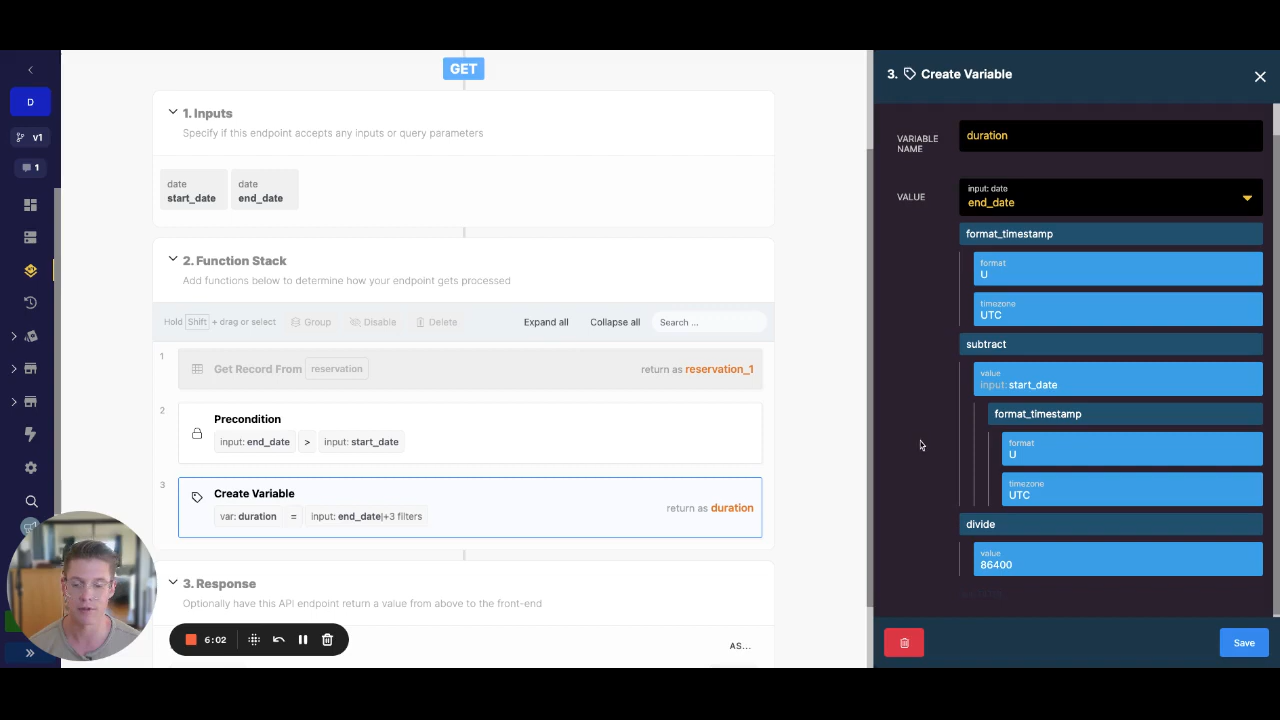 GET
D
v1
1
1. Inputs
Specify if this endpoint accepts any inputs or query parameters
date
start_date
date
end_date
2. Function Stack
Add functions below to determine how your endpoint gets processed
Hold Shift + drag or select Group Disable Delete Expand all Collapse all Search ...
1
Get Record From reservation return as reservation_1
2
Precondition
input: end_date > input: start_date
3
Create Variable
var: duration = input: end_date|+3 filters return as duration
3. Response
Optionally have this API endpoint return a value from above to the front-end
AS...
6:02
3. Create Variable
VARIABLE
NAME
duration
VALUE
input: date
end_date
format_timestamp
format
U
timezone
UTC
subtract
value
input: start_date
format_timestamp
format
U
timezone
UTC
divide
value
86400
Save